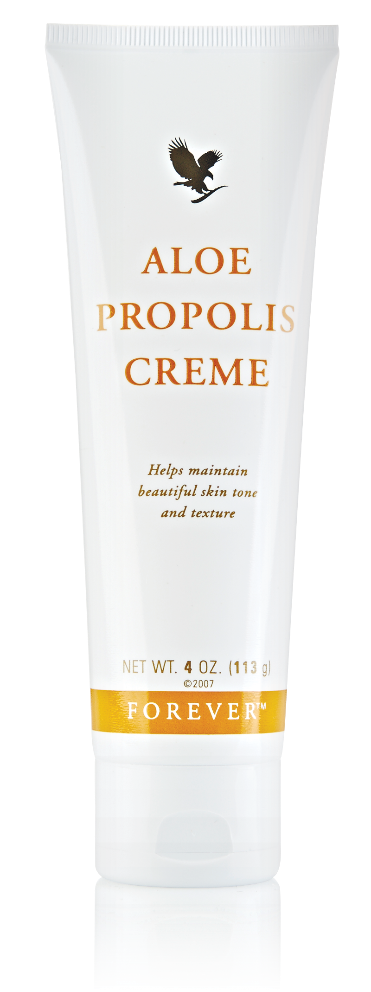 ALOE
PROPOLIS
CREME
Helps maintain
beautiful skin tone
and texture
NET WT. 4 OZ. (113 g)
©2007
FOREVER™